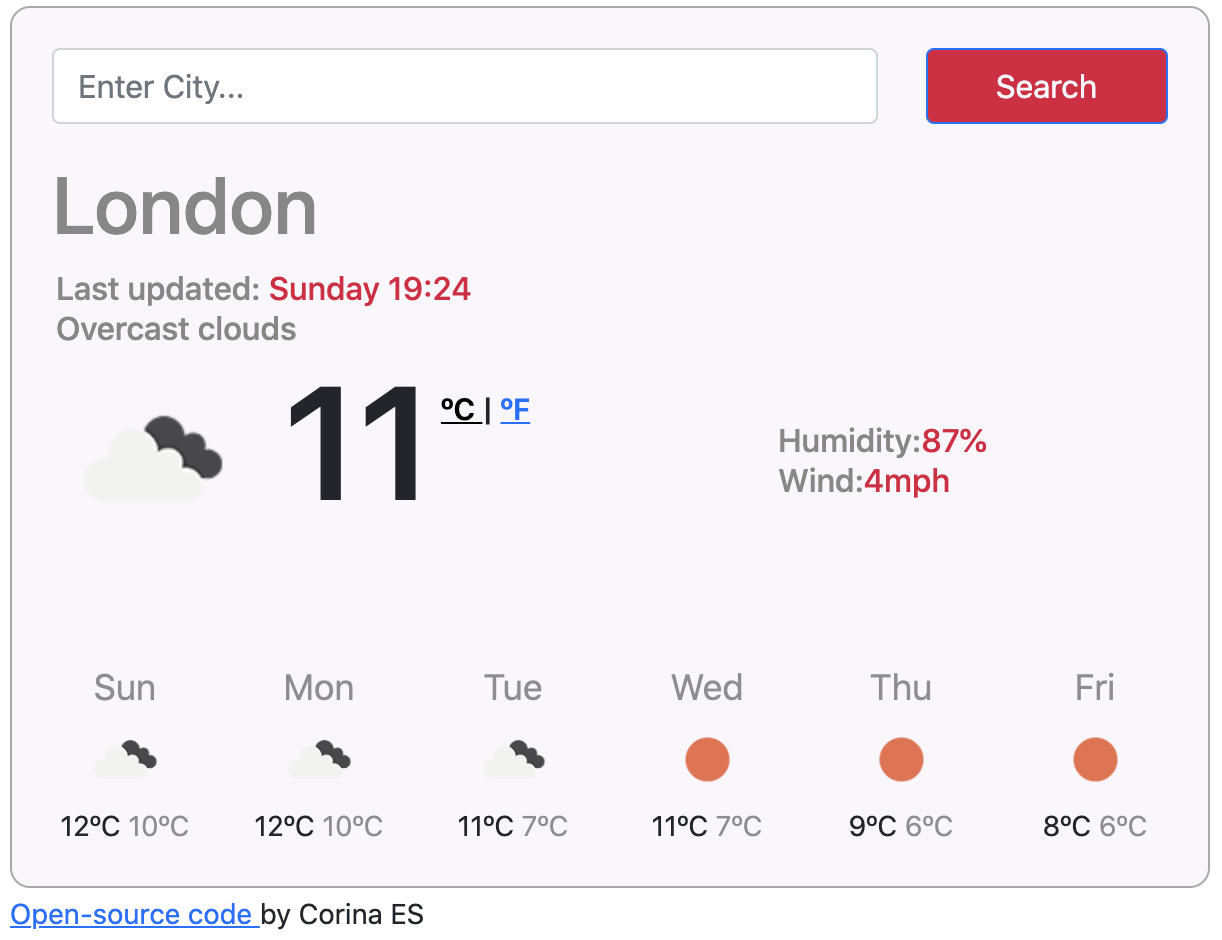 Enter City...
Search
London
Last updated: Sunday 19:24
Overcast clouds
11 ºC | ºF
Humidity:87%
Wind:4mph
Sun Mon Tue Wed Thu Fri
12ºC 10ºC 12ºC 10ºC 11ºC 7ºC 11ºC 7ºC 9ºC 6ºC 8ºC 6ºC
Open-source code by Corina ES